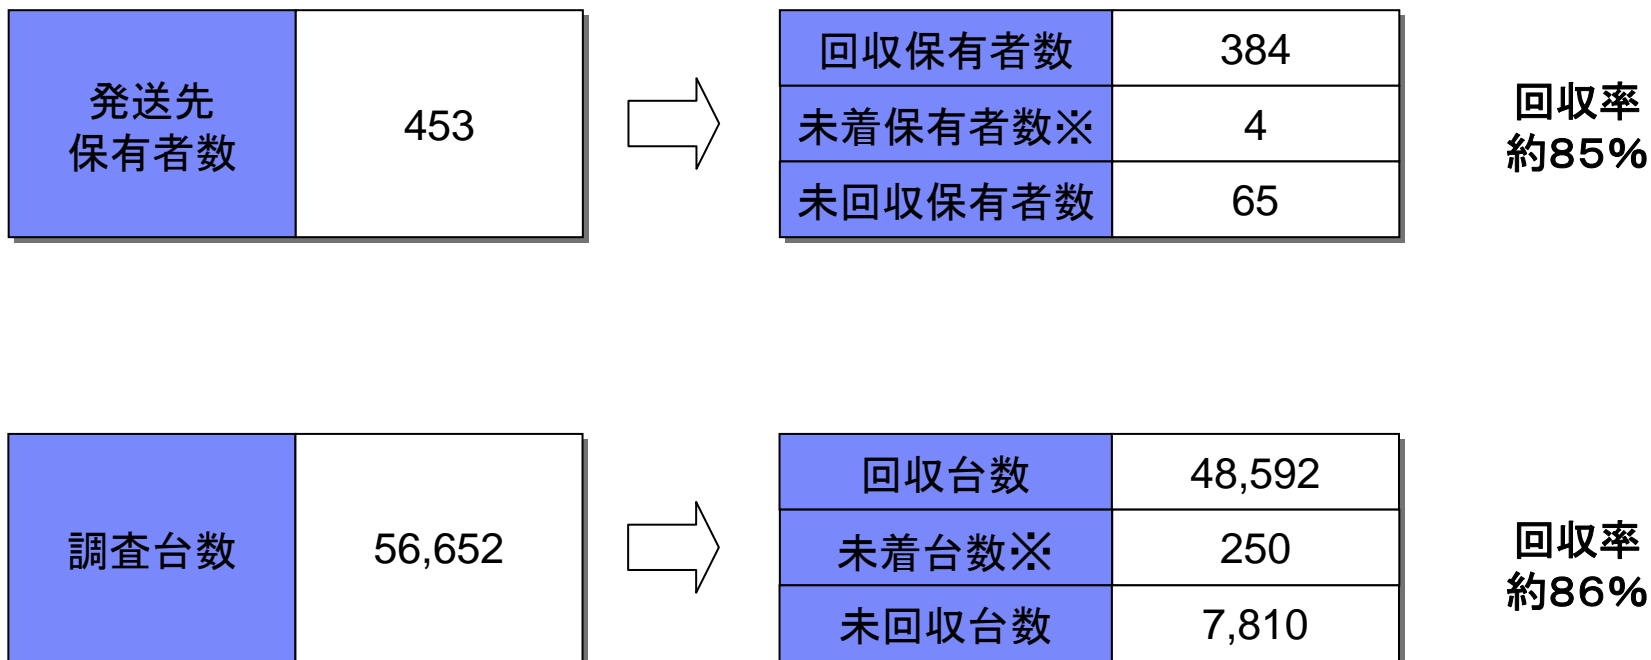 発送先
保有者数
453
回収保有者数
384
未着保有者数※
4
未回収保有者数
65
回収率
約85%
調査台数
56,652
回収台数
48,592
未着台数※
250
未回収台数
7,810
回収率
約86%